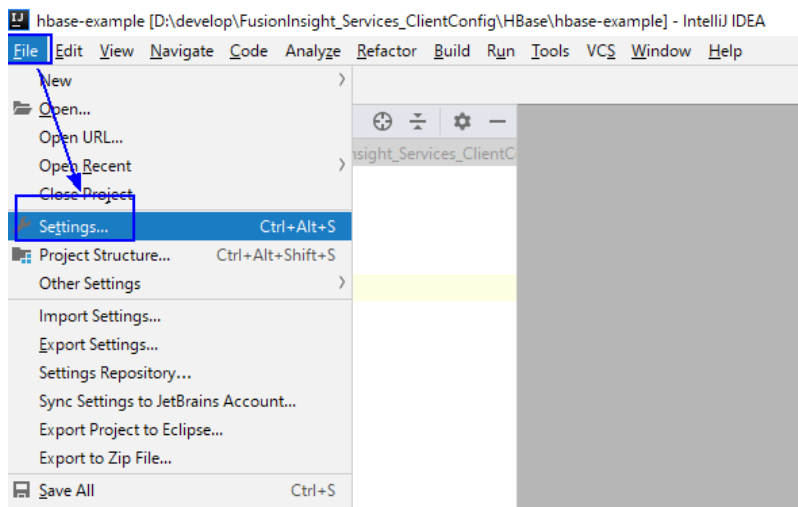 IJ hbase-example [D:\develop\FusionInsight_Services_ClientConfig\HBase\hbase-example] - IntelliJ IDEA
File Edit View Navigate Code Analyze Refactor Build Run Tools VCS Window Help
New
Open...
Open URL...
nsight_Services_ClientC
Open Recent
Close Project
Settings... Ctrl+Alt+S
Project Structure... Ctrl+Alt+Shift+S
Other Settings
Import Settings...
Export Settings...
Settings Repository...
Sync Settings to JetBrains Account...
Export Project to Eclipse...
Export to Zip File...
Save All Ctrl+S